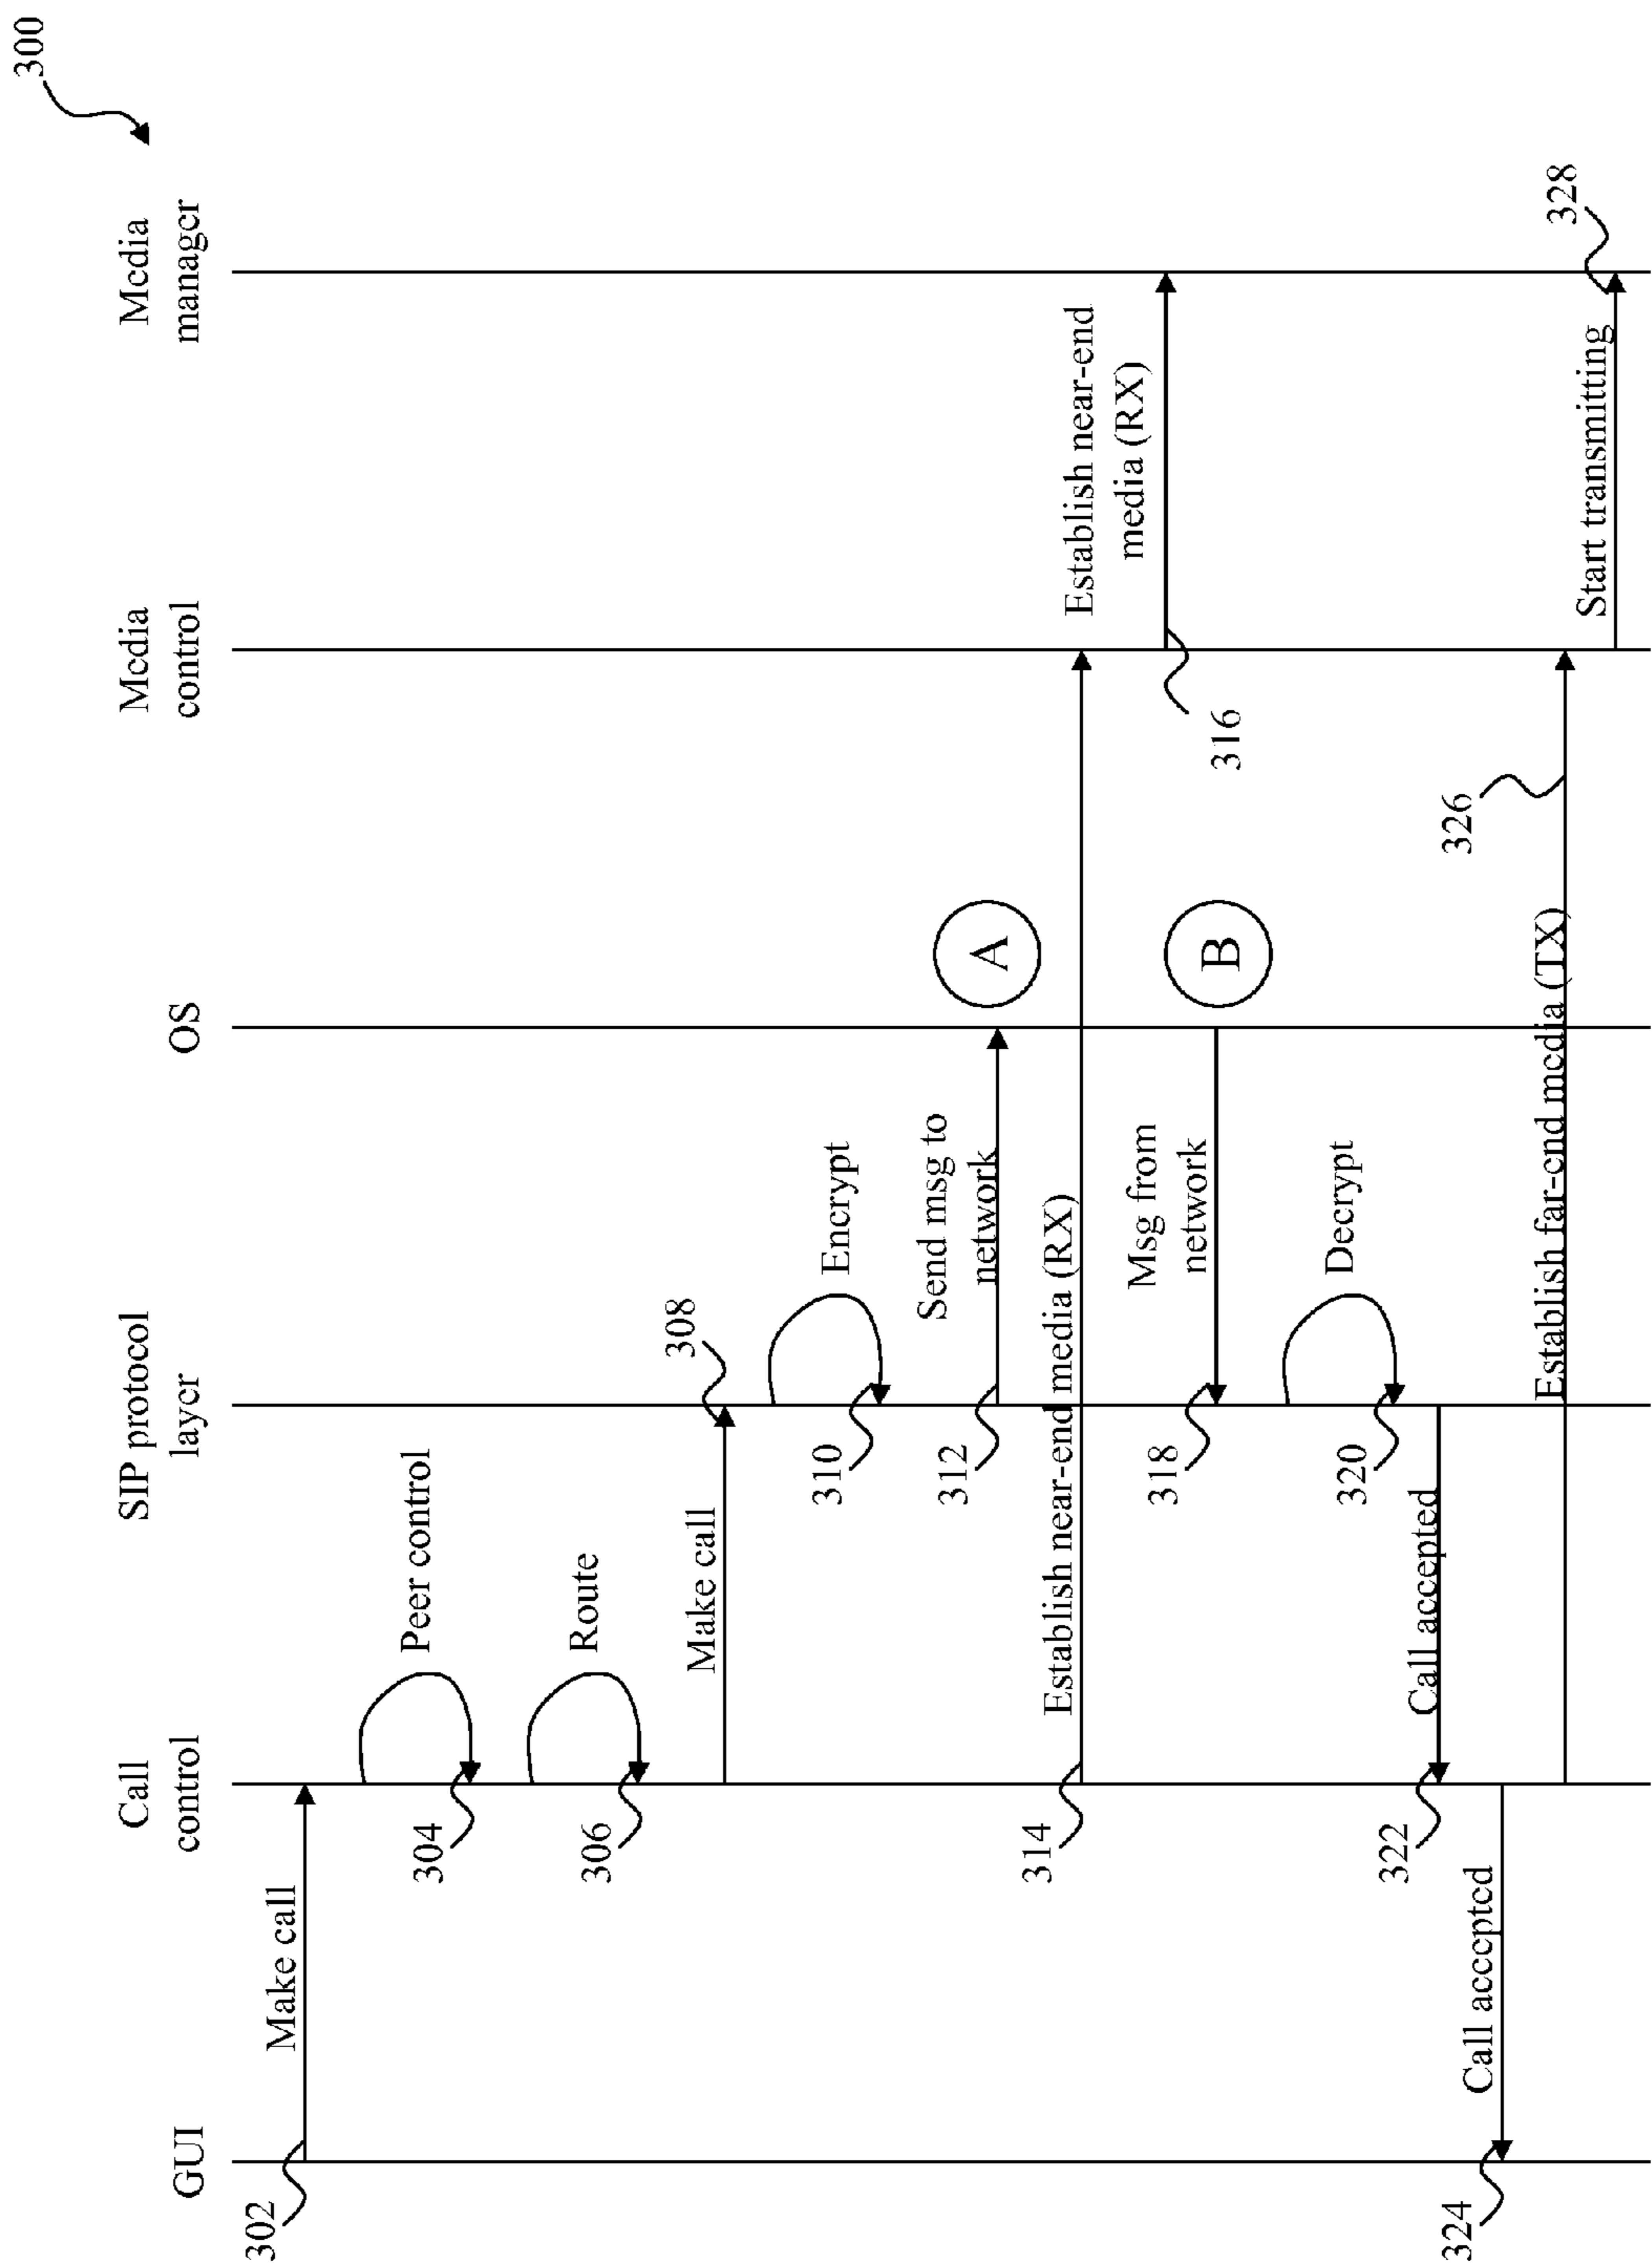 300
GUI
Call
control
SIP protocol
layer
OS
Media
control
Media
manager
302
Make call
304
Peer control
306
Route
Make call
308
310
Encrypt
312
Send msg to
network
314
Establish near-end media (RX)
316
Establish near-end
media (RX)
A
318
Msg from
network
B
320
Decrypt
322
Call accepted
324
Call accepted
Establish far-end media (TX)
326
Start transmitting
328